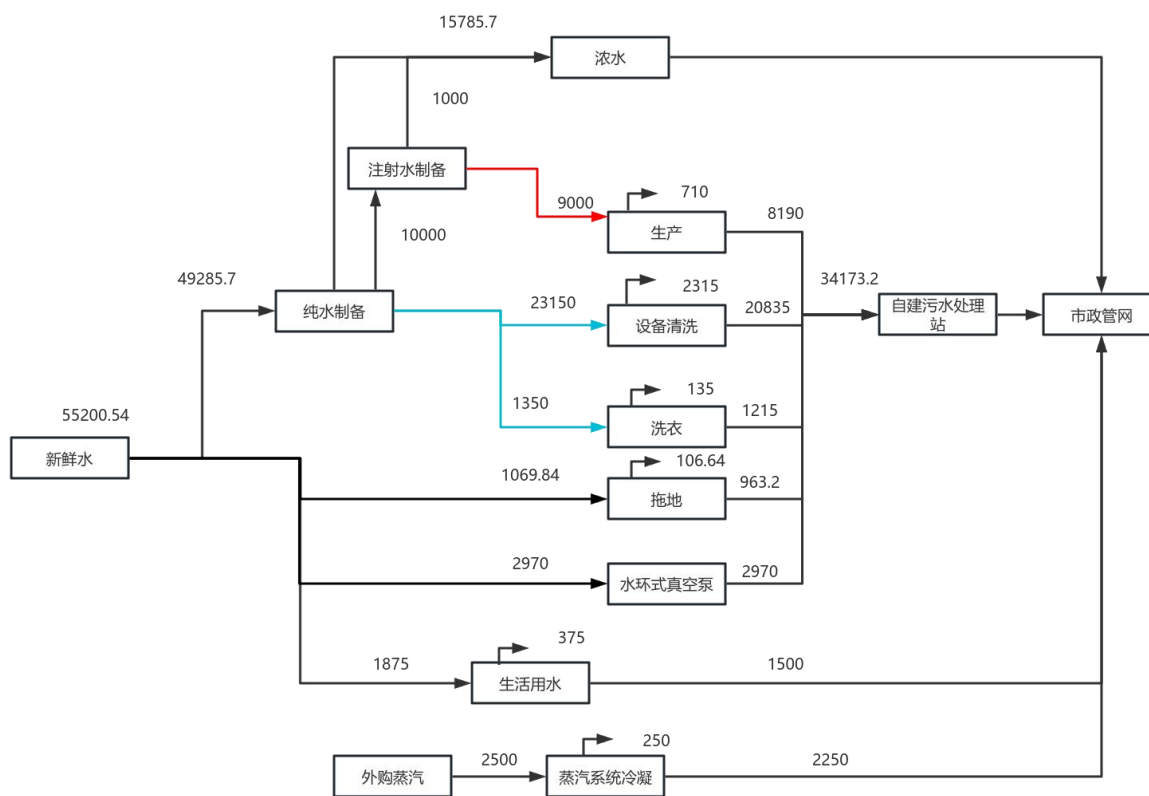 15785.7
浓水
1000
注射水制备
9000
710
生产
8190
10000
49285.7
纯水制备
23150
2315
设备清洗
20835
34173.2
自建污水处理
站
市政管网
1350
135
洗衣
1215
55200.54
新鲜水
1069.84
106.64
拖地
963.2
2970
水环式真空泵
2970
1875
375
生活用水
1500
外购蒸汽
2500
250
蒸汽系统冷凝
2250